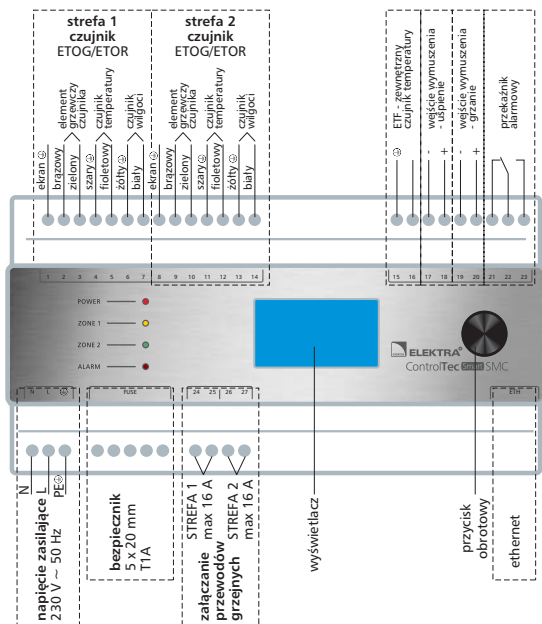 strefa 1
czujnik
ETOG/ETOR
strefa 2
czujnik
ETOG/ETOR
ekran
brązowy
element
grzewczy
czujnika
zielony
szary
czujnik
temperatury
fioletowy
żółty
czujnik
wilgoci
biały
ekran
brązowy
element
grzewczy
czujnika
zielony
szary
czujnik
temperatury
fioletowy
żółty
czujnik
wilgoci
biały
ETF - zewnętrzny
czujnik temperatury
wejście wymuszenia
- uśpienie
- +
wejście wymuszenia
- grzanie
- +
przekaźnik
alarmowy
1 2 3 4 5 6 7 8 9 10 11 12 13 14
15 16 17 18 19 20 21 22 23
POWER
ZONE 1
ZONE 2
ALARM
ELEKTRA®
ControlTec Smart SMC
N L
FUSE
24 25 26 27
ETH
N
L
PE
napięcie zasilające
230 V ~ 50 Hz
bezpiecznik
5 x 20 mm
T1A
STREFA 1
max 16 A
STREFA 2
max 16 A
załączanie
przewodów
grzejnych
wyświetlacz
przycisk
obrotowy
ethernet